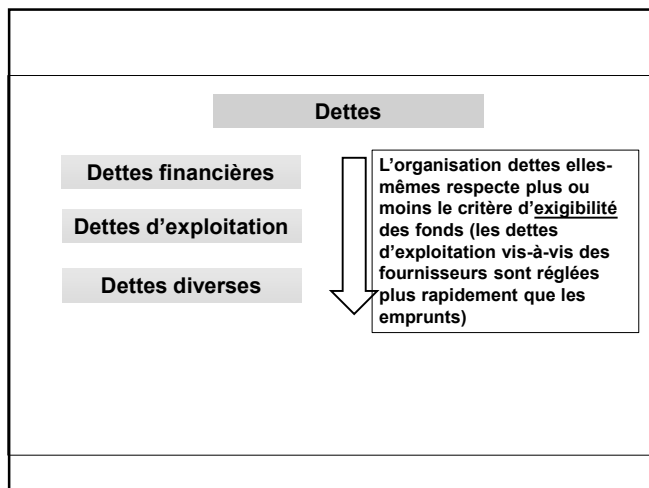 Dettes
Dettes financières
Dettes d'exploitation
Dettes diverses
L'organisation dettes elles-
mêmes respecte plus ou
moins le critère d'exigibilité
des fonds (les dettes
d'exploitation vis-à-vis des
fournisseurs sont réglées
plus rapidement que les
emprunts)